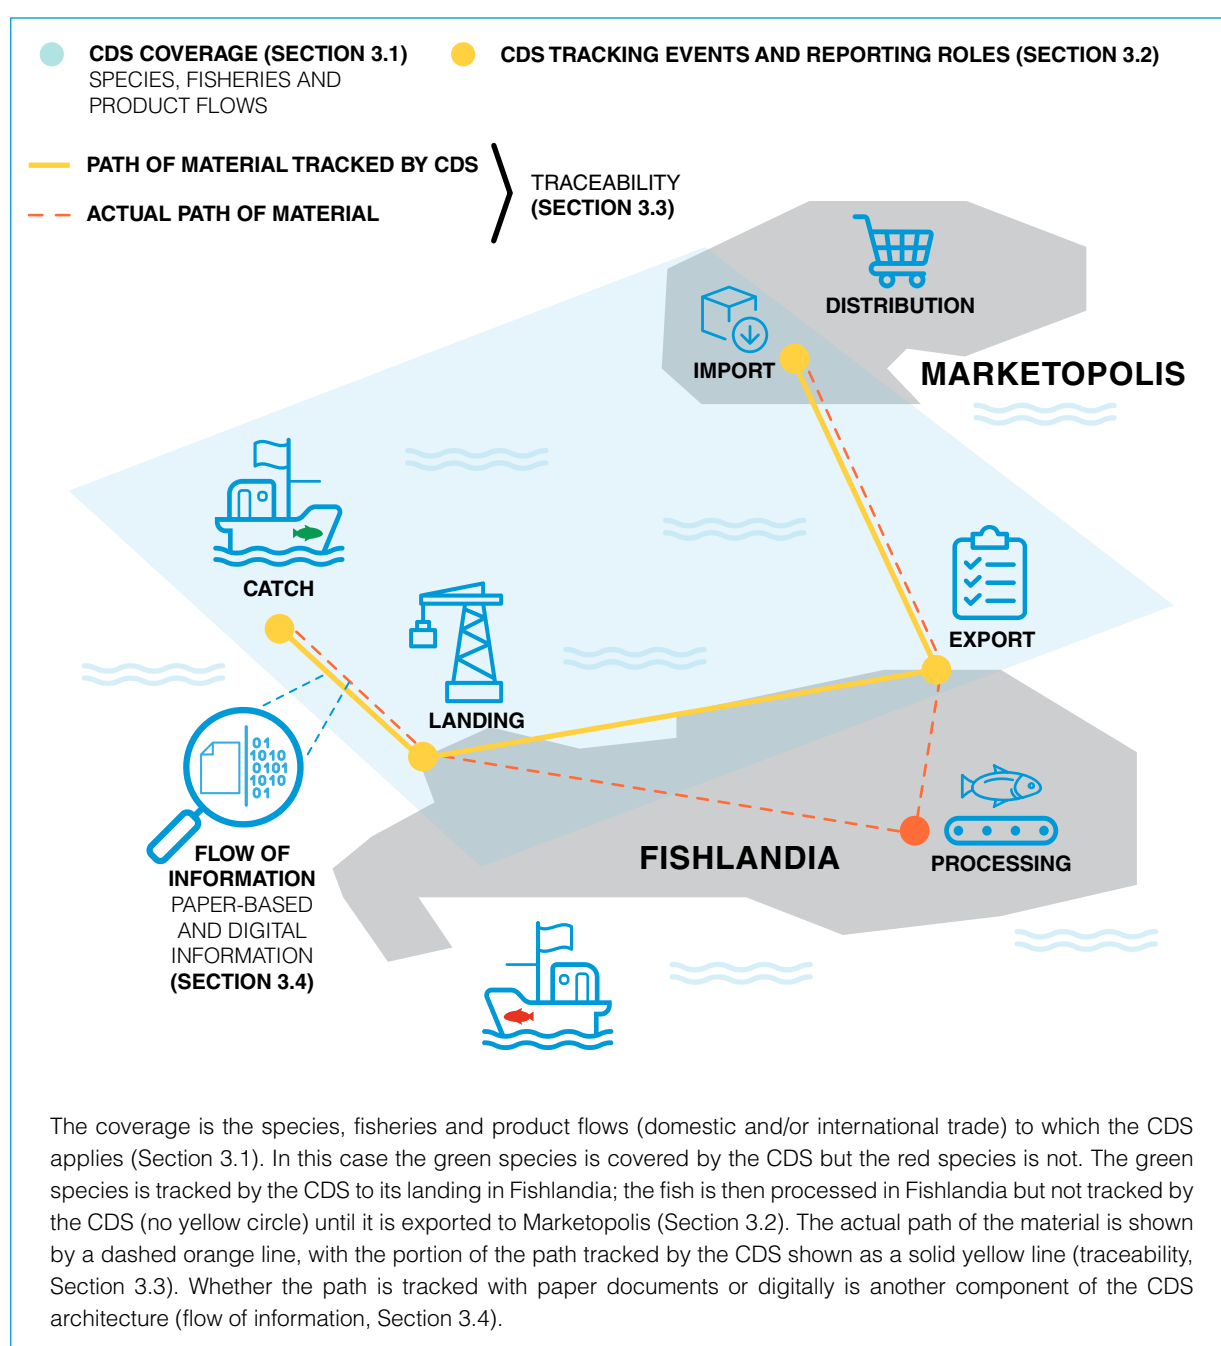 CDS COVERAGE (SECTION 3.1)
SPECIES, FISHERIES AND
PRODUCT FLOWS
CDS TRACKING EVENTS AND REPORTING ROLES (SECTION 3.2)
PATH OF MATERIAL TRACKED BY CDS
ACTUAL PATH OF MATERIAL
TRACEABILITY
(SECTION 3.3)
DISTRIBUTION
IMPORT
MARKETOPOLIS
CATCH
EXPORT
LANDING
01
1010
0101
1010
01
FLOW OF
INFORMATION
PAPER-BASED
AND DIGITAL
INFORMATION
(SECTION 3.4)
FISHLANDIA
PROCESSING
The coverage is the species, fisheries and product flows (domestic and/or international trade) to which the CDS
applies (Section 3.1). In this case the green species is covered by the CDS but the red species is not. The green
species is tracked by the CDS to its landing in Fishlandia; the fish is then processed in Fishlandia but not tracked by
the CDS (no yellow circle) until it is exported to Marketopolis (Section 3.2). The actual path of the material is shown
by a dashed orange line, with the portion of the path tracked by the CDS shown as a solid yellow line (traceability,
Section 3.3). Whether the path is tracked with paper documents or digitally is another component of the CDS
architecture (flow of information, Section 3.4).